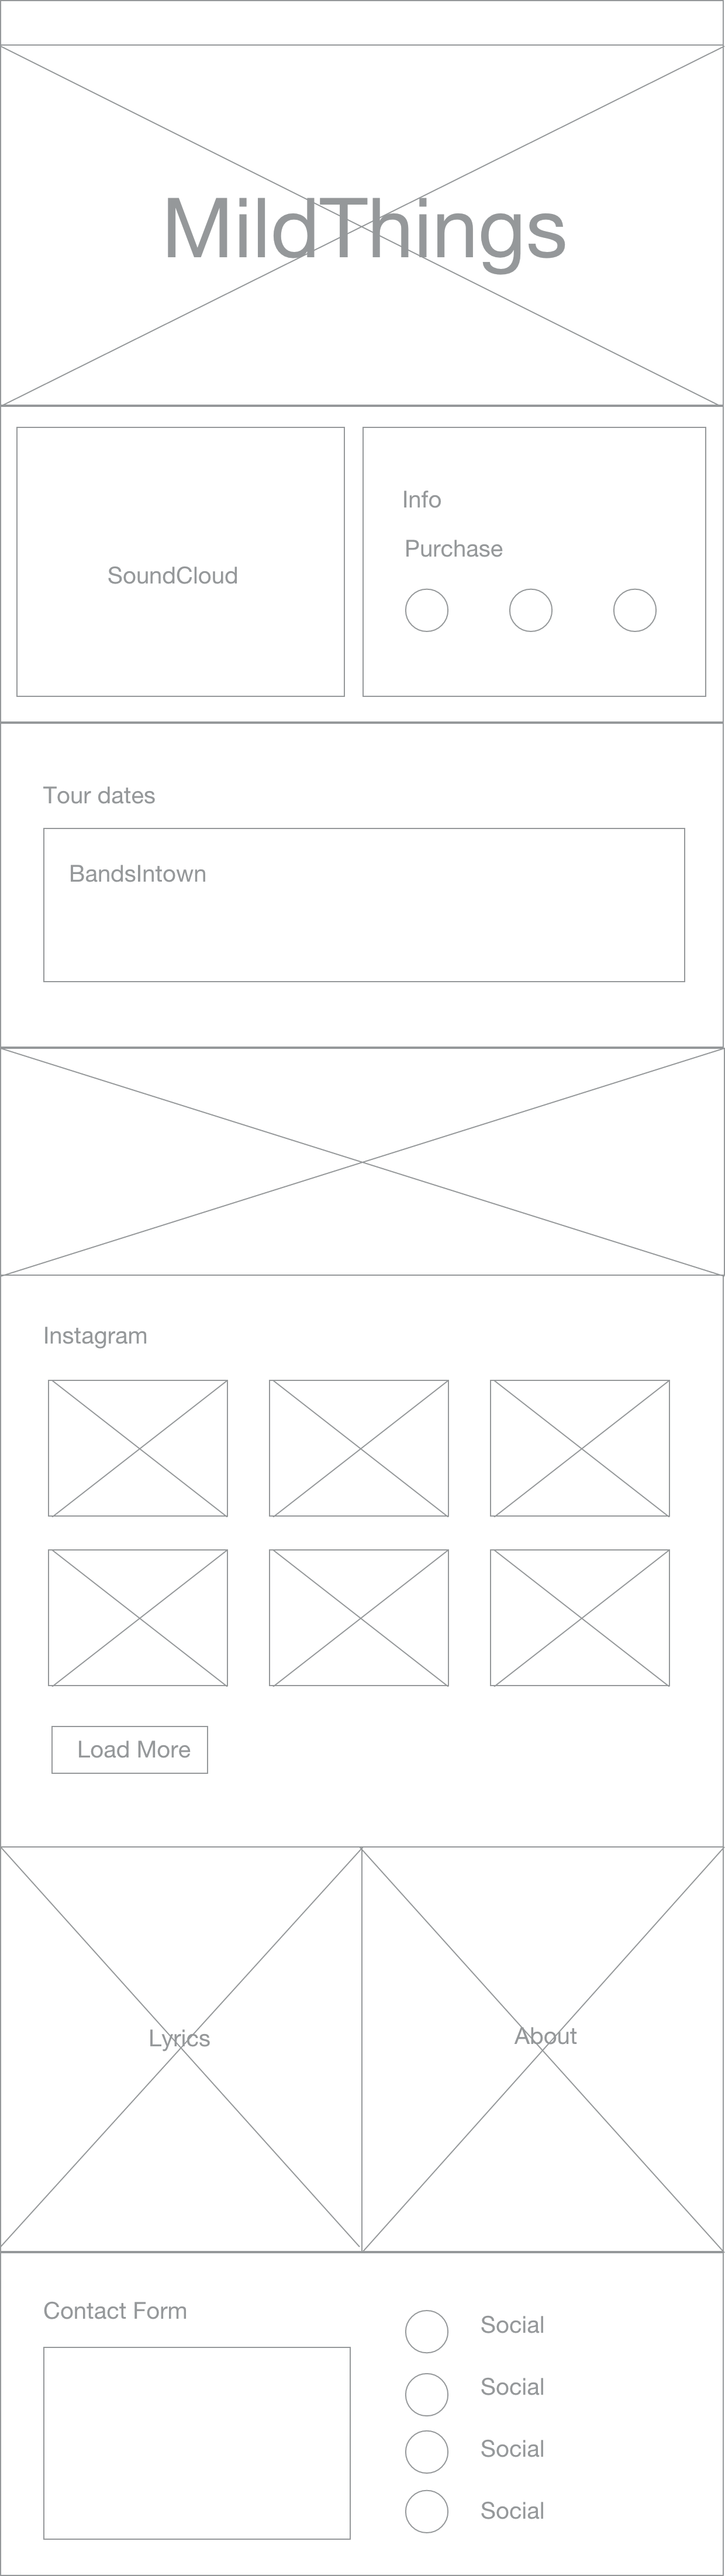 MildThings
SoundCloud
Info
Purchase
Tour dates
BandsIntown
Instagram
Load More
Lyrics
About
Contact Form
Social
Social
Social
Social